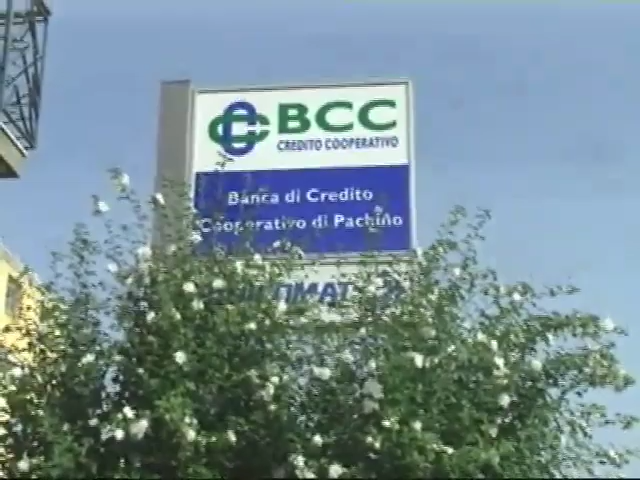 BCC
CREDITO COOPERATIVO
Banca di Credito
Cooperativo di Pachino